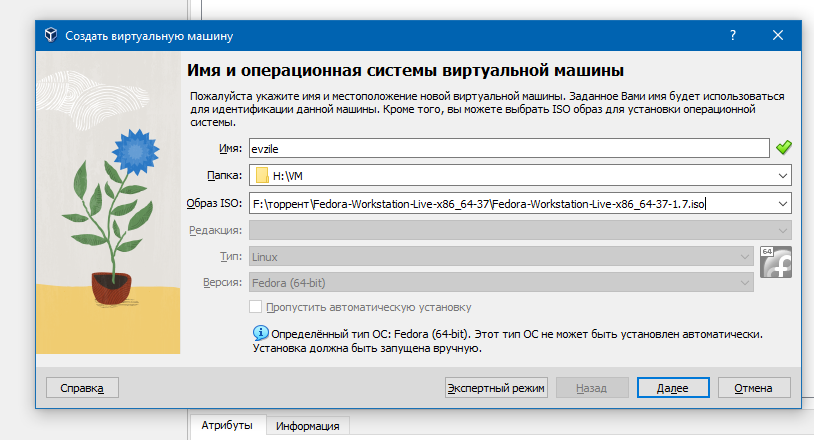 Создать виртуальную машину
?
Имя и операционная системы виртуальной машины
Пожалуйста укажите имя и местоположение новой виртуальной машины. Заданное Вами имя будет использоваться
для идентификации данной машины. Кроме того, вы можете выбрать ISO образ для установки операционной
системы.
Имя: evzile
Папка: H:\VM
Образ ISO: F:\торрент\Fedora-Workstation-Live-x86_64-37\Fedora-Workstation-Live-x86_64-37-1.7.iso
Редакция:
Тип: Linux 64
Версия: Fedora (64-bit)
Пропустить автоматическую установку
Определённый тип ОС: Fedora (64-bit). Этот тип ОС не может быть установлен автоматически.
Установка должна быть запущена вручную.
Справка Экспертный режим Назад Далее Отмена
Атрибуты Информация